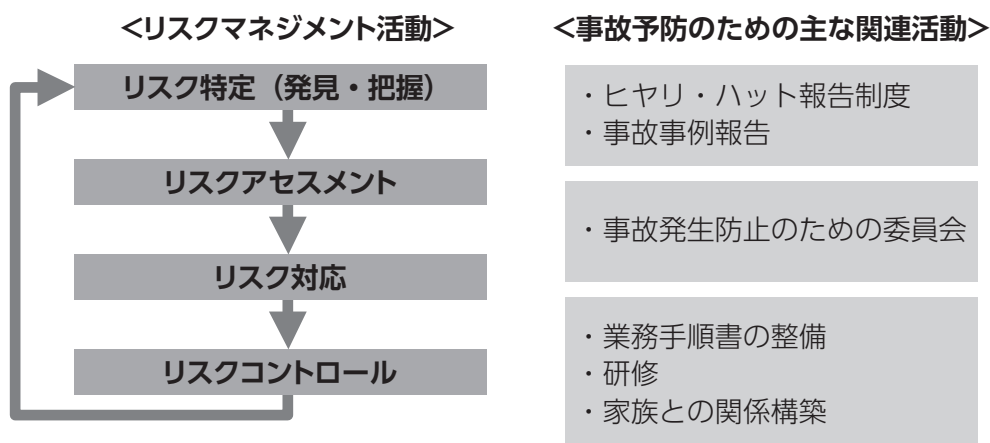 <リスクマネジメント活動>
リスク特定（発見・把握）
リスクアセスメント
リスク対応
リスクコントロール
<事故予防のための主な関連活動>
・ヒヤリ・ハット報告制度
・事故事例報告
・事故発生防止のための委員会
・業務手順書の整備
・研修
・家族との関係構築